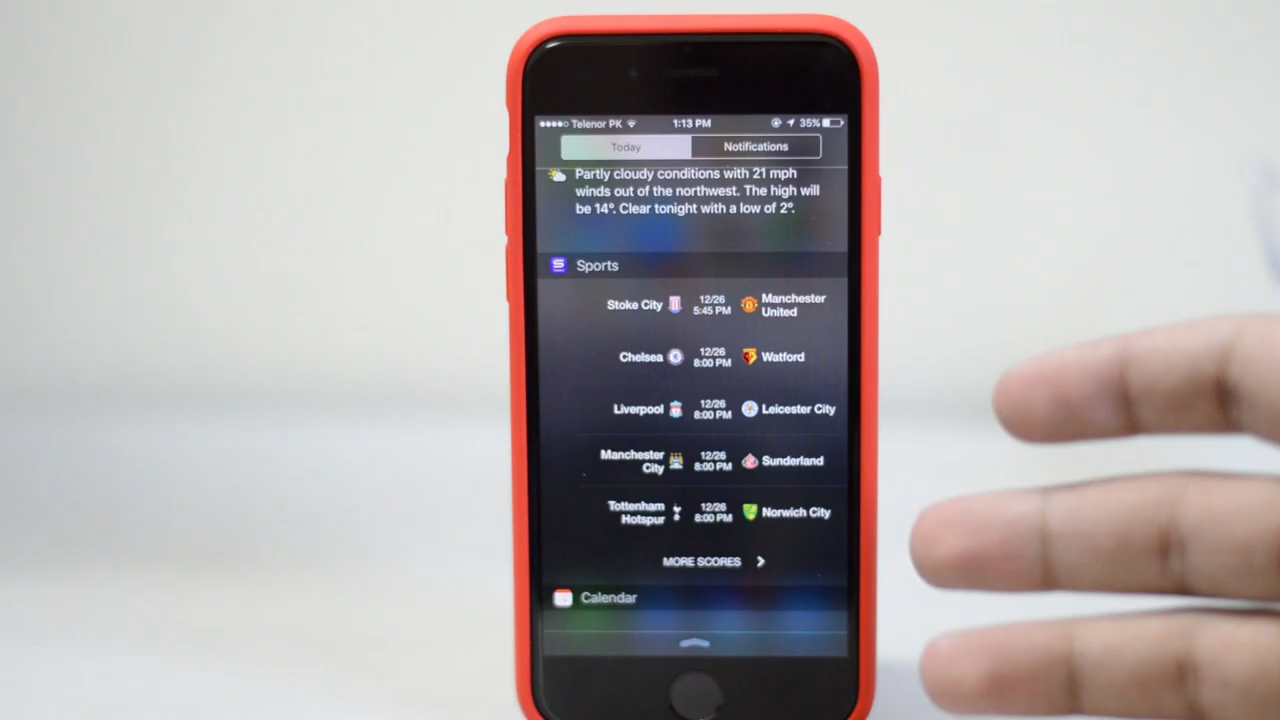 Telenor PK 1:13 PM 35%
Today Notifications
Partly cloudy conditions with 21 mph
winds out of the northwest. The high will
be 14°. Clear tonight with a low of 2°.
S Sports
Stoke City 12/26 5:45 PM Manchester United
Chelsea 12/26 8:00 PM Watford
Liverpool 12/26 8:00 PM Leicester City
Manchester City 12/26 8:00 PM Sunderland
Tottenham Hotspur 12/26 8:00 PM Norwich City
MORE SCORES
Calendar